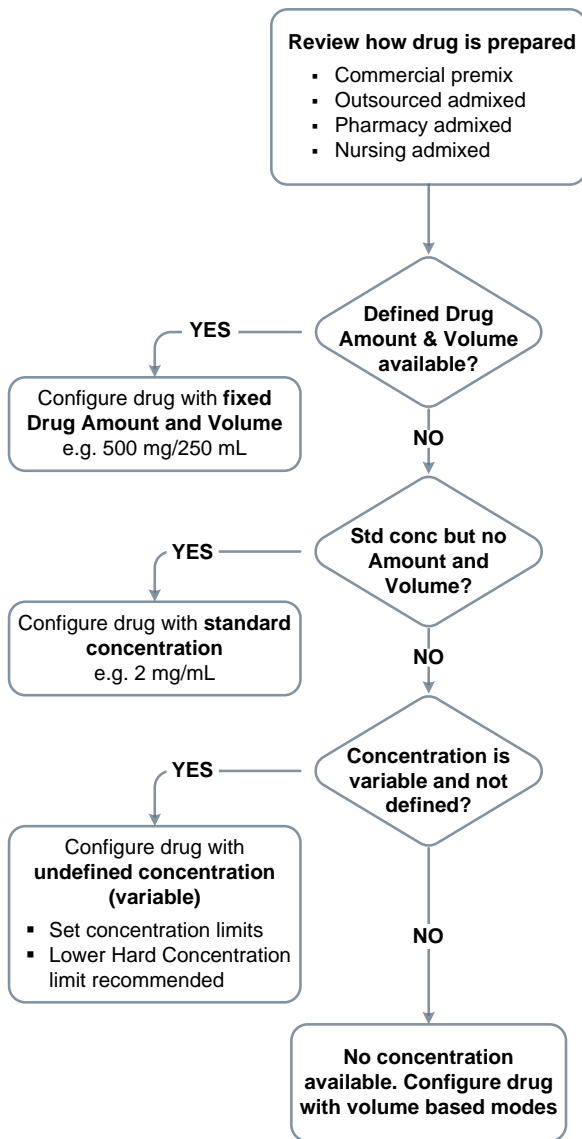 Review how drug is prepared
▪ Commercial premix
▪ Outsourced admixed
▪ Pharmacy admixed
▪ Nursing admixed
Defined Drug
Amount & Volume
available?
YES
Configure drug with fixed
Drug Amount and Volume
e.g. 500 mg/250 mL
NO
Std conc but no
Amount and
Volume?
YES
Configure drug with standard
concentration
e.g. 2 mg/mL
NO
Concentration is
variable and not
defined?
YES
Configure drug with
undefined concentration
(variable)
▪ Set concentration limits
▪ Lower Hard Concentration
limit recommended
NO
No concentration
available. Configure drug
with volume based modes